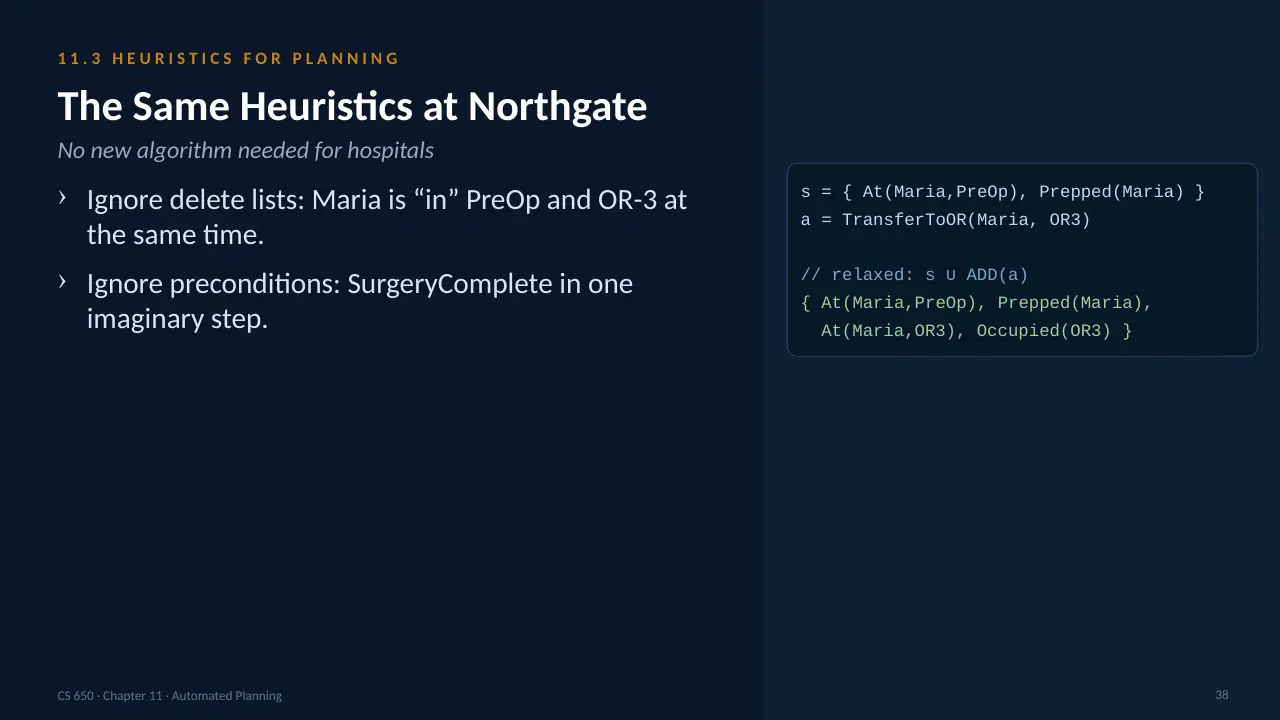 11.3 HEURISTICS FOR PLANNING
The Same Heuristics at Northgate
No new algorithm needed for hospitals
› Ignore delete lists: Maria is “in” PreOp and OR-3 at
the same time.
› Ignore preconditions: SurgeryComplete in one
imaginary step.
s = { At(Maria,PreOp), Prepped(Maria) }
a = TransferToOR(Maria, OR3)
// relaxed: s ∪ ADD(a)
{ At(Maria,PreOp), Prepped(Maria),
  At(Maria,OR3), Occupied(OR3) }
CS 650 · Chapter 11 · Automated Planning
38